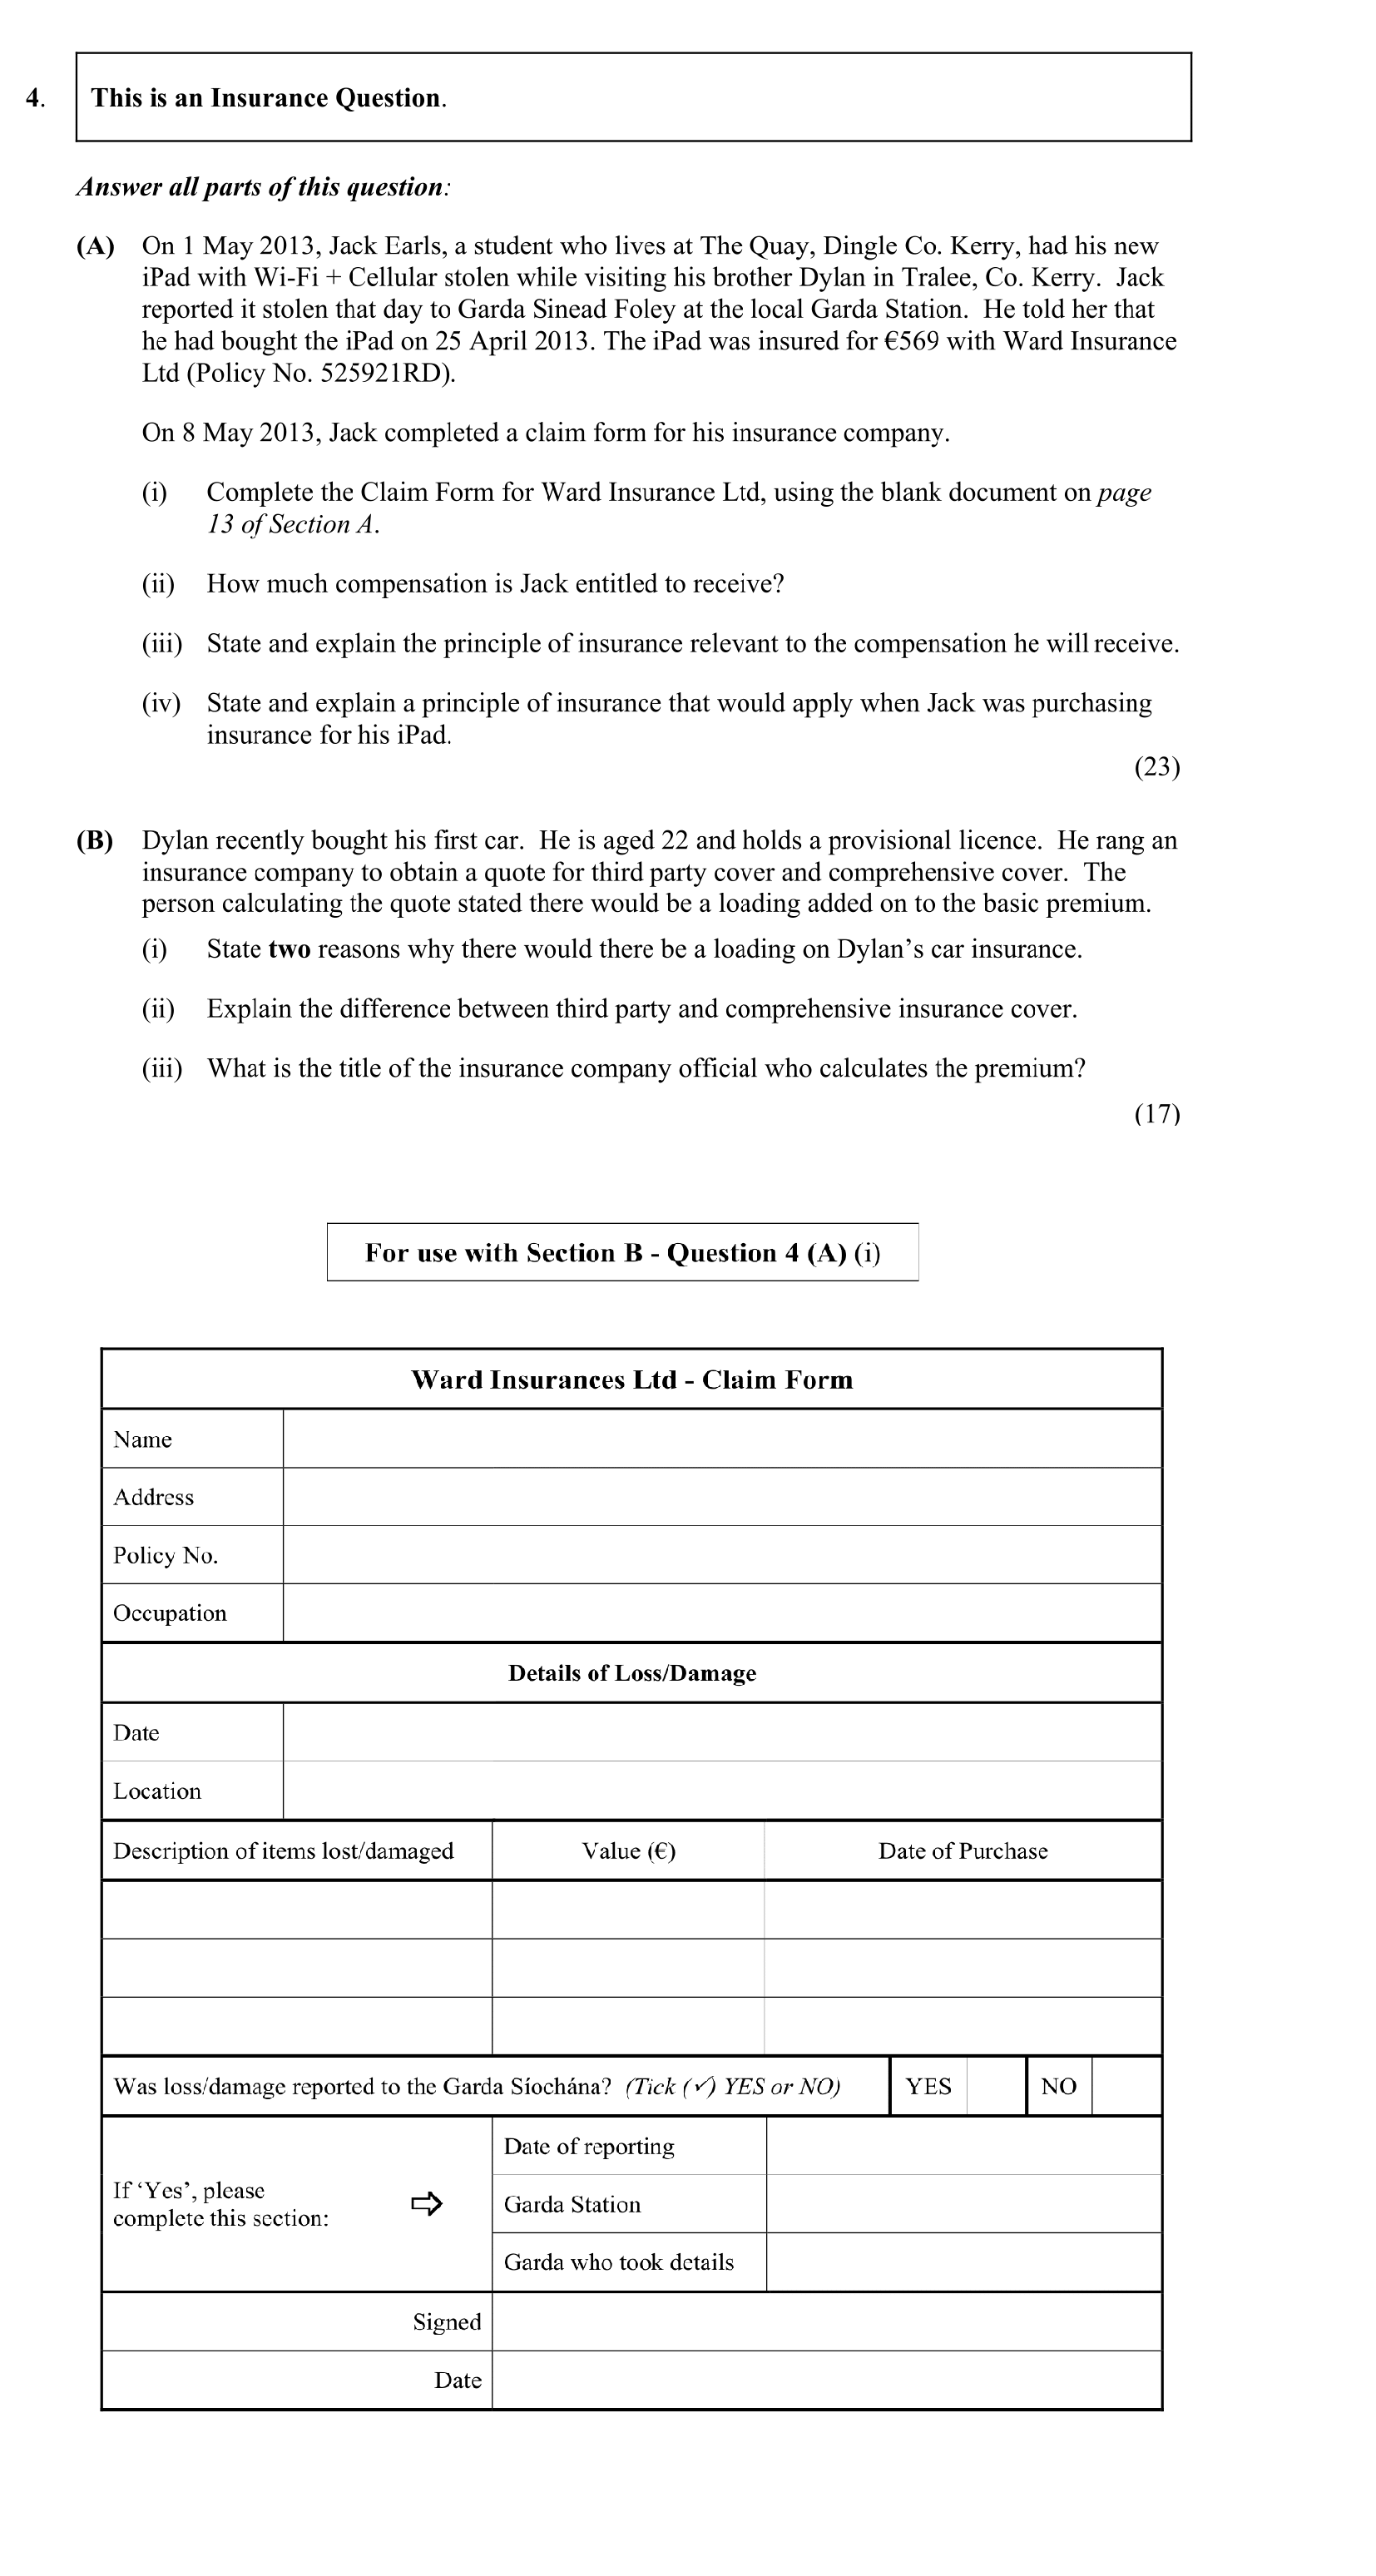 4.
This is an Insurance Question.
Answer all parts of this question:
(A) On 1 May 2013, Jack Earls, a student who lives at The Quay, Dingle Co. Kerry, had his new
iPad with Wi-Fi + Cellular stolen while visiting his brother Dylan in Tralee, Co. Kerry. Jack
reported it stolen that day to Garda Sinead Foley at the local Garda Station. He told her that
he had bought the iPad on 25 April 2013. The iPad was insured for €569 with Ward Insurance
Ltd (Policy No. 525921RD).
On 8 May 2013, Jack completed a claim form for his insurance company.
(i) Complete the Claim Form for Ward Insurance Ltd, using the blank document on page
13 of Section A.
(ii) How much compensation is Jack entitled to receive?
(iii) State and explain the principle of insurance relevant to the compensation he will receive.
(iv) State and explain a principle of insurance that would apply when Jack was purchasing
insurance for his iPad.
(23)
(B) Dylan recently bought his first car. He is aged 22 and holds a provisional licence. He rang an
insurance company to obtain a quote for third party cover and comprehensive cover. The
person calculating the quote stated there would be a loading added on to the basic premium.
(i) State two reasons why there would there be a loading on Dylan’s car insurance.
(ii) Explain the difference between third party and comprehensive insurance cover.
(iii) What is the title of the insurance company official who calculates the premium?
(17)
For use with Section B - Question 4 (A) (i)
Ward Insurances Ltd - Claim Form
Name
Address
Policy No.
Occupation
Details of Loss/Damage
Date
Location
Description of items lost/damaged Value (€) Date of Purchase
Was loss/damage reported to the Garda Síochána? (Tick (✓) YES or NO) YES NO
Date of reporting
If ‘Yes’, please
complete this section: ⇨ Garda Station
Garda who took details
Signed
Date